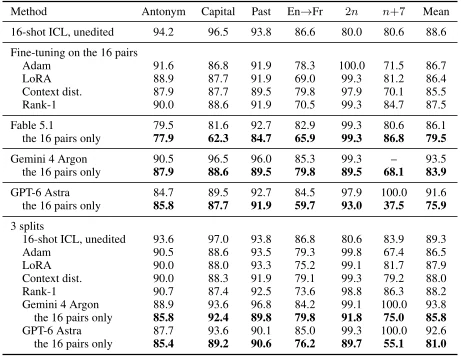 Method Antonym Capital Past En→Fr 2n n+7 Mean
16-shot ICL, unedited 94.2 96.5 93.8 86.6 80.0 80.6 88.6
Fine-tuning on the 16 pairs
Adam 91.6 86.8 91.9 78.3 100.0 71.5 86.7
LoRA 88.9 87.7 91.9 69.0 99.3 81.2 86.4
Context dist. 87.9 87.7 89.5 79.8 97.9 70.1 85.5
Rank-1 90.0 88.6 91.9 70.5 99.3 84.7 87.5
Fable 5.1 79.5 81.6 92.7 82.9 99.3 80.6 86.1
the 16 pairs only 77.9 62.3 84.7 65.9 99.3 86.8 79.5
Gemini 4 Argon 90.5 96.5 96.0 85.3 99.3 – 93.5
the 16 pairs only 87.9 88.6 89.5 79.8 89.5 68.1 83.9
GPT-6 Astra 84.7 89.5 92.7 84.5 97.9 100.0 91.6
the 16 pairs only 85.8 87.7 91.9 59.7 93.0 37.5 75.9
3 splits
16-shot ICL, unedited 93.6 97.0 93.8 86.8 80.6 83.9 89.3
Adam 90.5 88.6 93.5 79.3 99.8 67.4 86.5
LoRA 90.0 88.0 93.3 75.2 99.1 81.7 87.9
Context dist. 90.0 88.3 91.9 79.1 99.3 79.2 88.0
Rank-1 90.7 87.4 92.5 73.6 98.8 86.3 88.2
Gemini 4 Argon 88.9 93.6 96.8 84.2 99.1 100.0 93.8
the 16 pairs only 85.8 92.4 89.8 79.8 91.8 75.0 85.8
GPT-6 Astra 87.7 93.6 90.1 85.0 99.3 100.0 92.6
the 16 pairs only 85.4 89.2 90.6 76.2 89.7 55.1 81.0